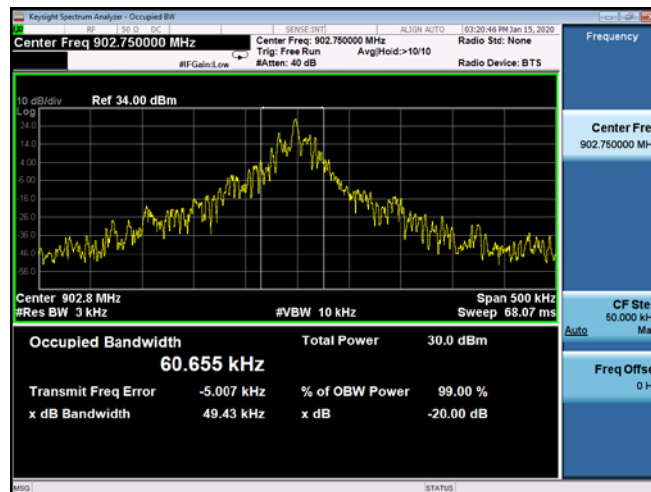 Keysight Spectrum Analyzer - Occupied BW
RF 50 Ω DC SENSE:INT ALIGN AUTO 03:20:46 PM Jan 15, 2020
Center Freq 902.750000 MHz Center Freq: 902.750000 MHz Radio Std: None
Trig: Free Run Avg|Hold:>10/10
#IFGain:Low #Atten: 40 dB Radio Device: BTS
Frequency
10 dB/div Ref 34.00 dBm
Log
24.0
14.0
4.00
-6.00
-16.0
-26.0
-36.0
-46.0
-56.0
Center 902.8 MHz Span 500 kHz
#Res BW 3 kHz #VBW 10 kHz Sweep 68.07 ms
Occupied Bandwidth Total Power 30.0 dBm
60.655 kHz
Transmit Freq Error -5.007 kHz % of OBW Power 99.00 %
x dB Bandwidth 49.43 kHz x dB -20.00 dB
Center Fre
902.750000 MH
CF Ste
50.000 kH
Auto Ma
Freq Offse
0 H
MSG STATUS